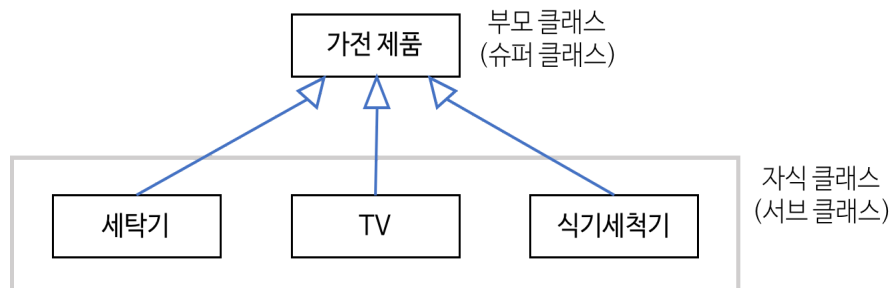 가전 제품
부모 클래스
(슈퍼 클래스)
자식 클래스
(서브 클래스)
세탁기
TV
식기세척기